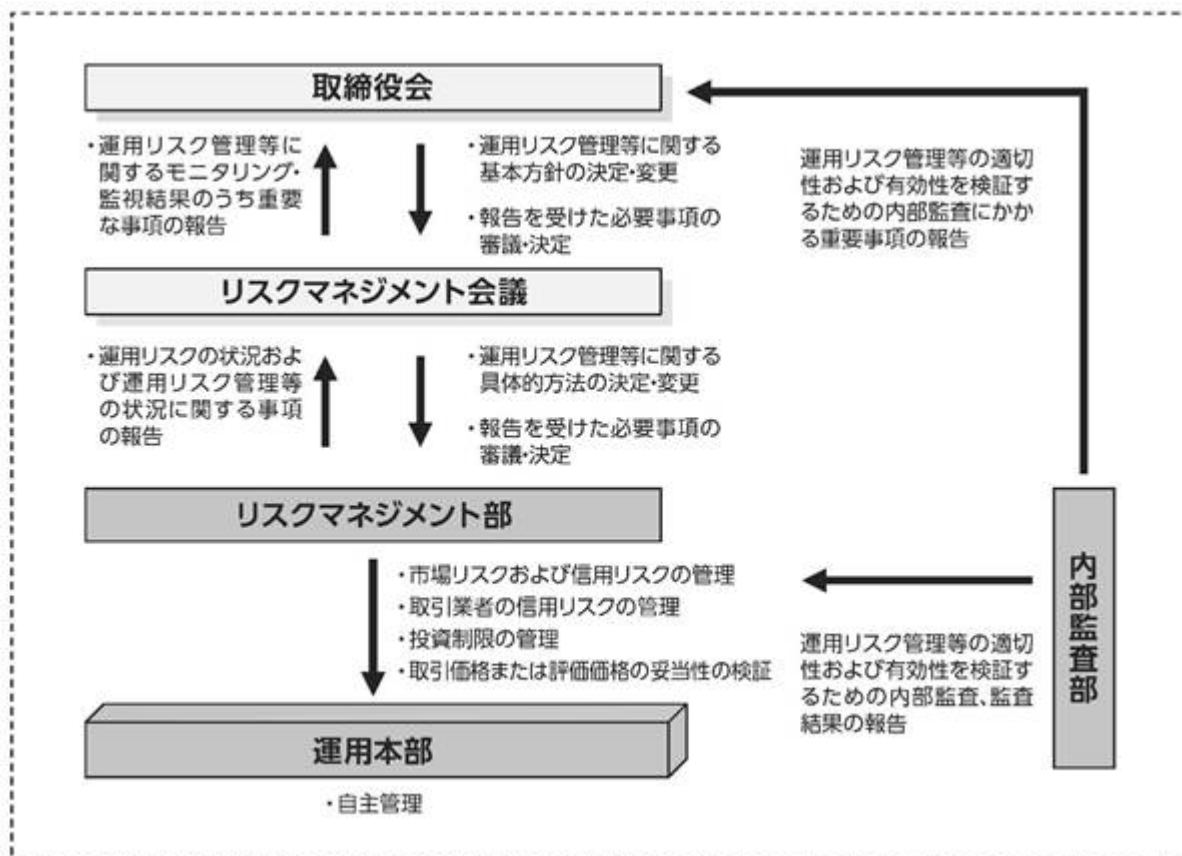 取締役会
・運用リスク管理等に
関するモニタリング・
監視結果のうち重要
な事項の報告
・運用リスク管理等に関する
基本方針の決定・変更
・報告を受けた必要事項の
審議・決定
運用リスク管理等の適切
性および有効性を検証す
るための内部監査にかか
る重要事項の報告
リスクマネジメント会議
・運用リスクの状況およ
び運用リスク管理等
の状況に関する事項
の報告
・運用リスク管理等に関する
具体的方法の決定・変更
・報告を受けた必要事項の
審議・決定
リスクマネジメント部
・市場リスクおよび信用リスクの管理
・取引業者の信用リスクの管理
・投資制限の管理
・取引価格または評価価格の妥当性の検証
内部監査部
運用リスク管理等の適切
性および有効性を検証す
るための内部監査、監査
結果の報告
運用本部
・自主管理